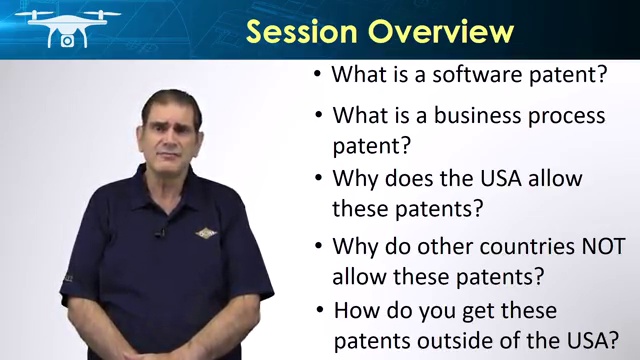 Session Overview
• What is a software patent?
• What is a business process
patent?
• Why does the USA allow
these patents?
• Why do other countries NOT
allow these patents?
• How do you get these
patents outside of the USA?